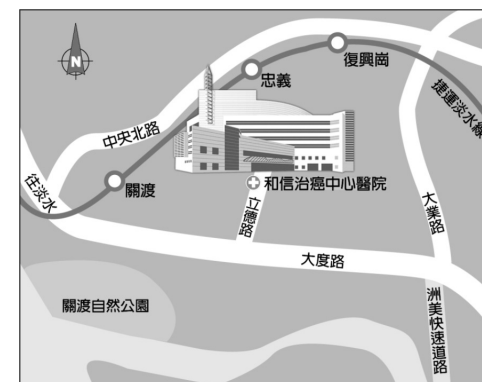 N
復興崗
忠義
捷運淡水線
中央北路
往淡水
關渡
和信治癌中心醫院
立德路
大業路
大度路
關渡自然公園
洲美快速道路